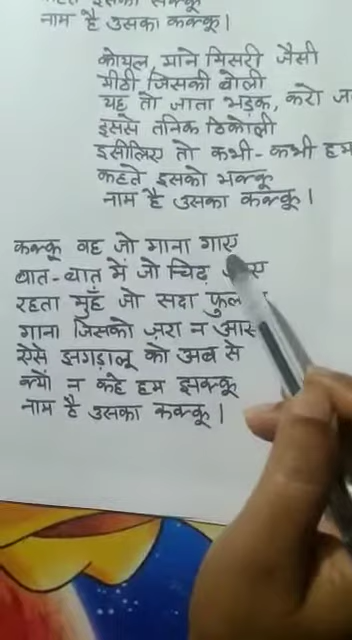 नाम है उसका कक्कू।
कोयल, माने मिसरी जैसी
मीठी जिसकी बोली
यह तो जाता भड़क, करो
इससे तनिक ठिठोली
इसीलिए तो कभी-कभी हम
कहते इसको भक्कू
नाम है उसका कक्कू।
कक्कू वह जो गाना गाए
बात-बात में जो चिढ़
रहता मुँह जो सदा
गाना जिसको ज़रा न
ऐसे झगड़ालू को अब से
क्यों न कहे हम झक्कू
नाम है उसका कक्कू।